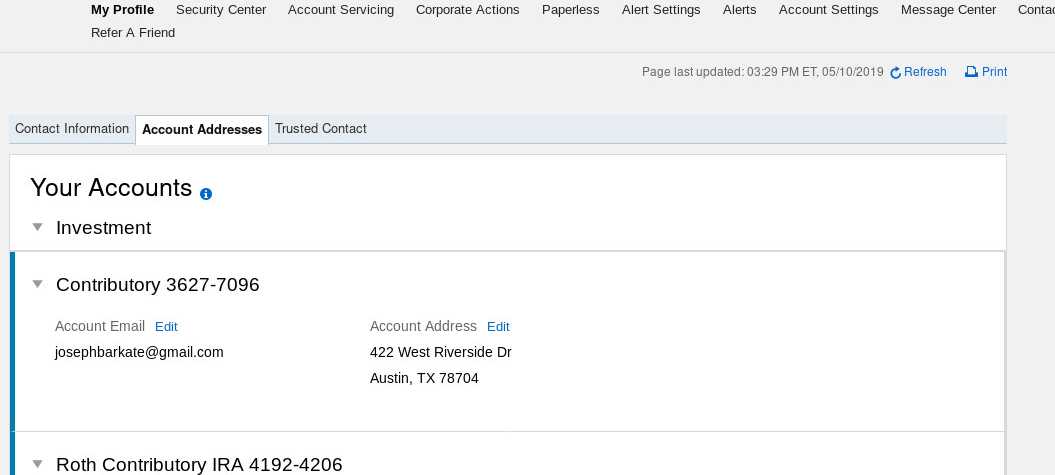 My Profile Security Center Account Servicing Corporate Actions Paperless Alert Settings Alerts Account Settings Message Center
Refer A Friend
Page last updated: 03:29 PM ET, 05/10/2019 Refresh Print
Contact Information Account Addresses Trusted Contact
Your Accounts
Investment
Contributory 3627-7096
Account Email Edit Account Address Edit
josephbarkate@gmail.com 422 West Riverside Dr
Austin, TX 78704
Roth Contributory IRA 4192-4206